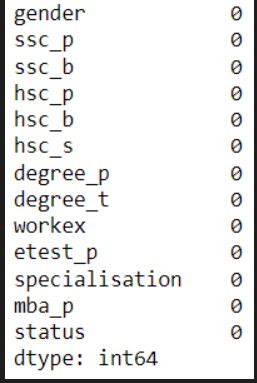 gender 0
ssc_p 0
ssc_b 0
hsc_p 0
hsc_b 0
hsc_s 0
degree_p 0
degree_t 0
workex 0
etest_p 0
specialisation 0
mba_p 0
status 0
dtype: int64